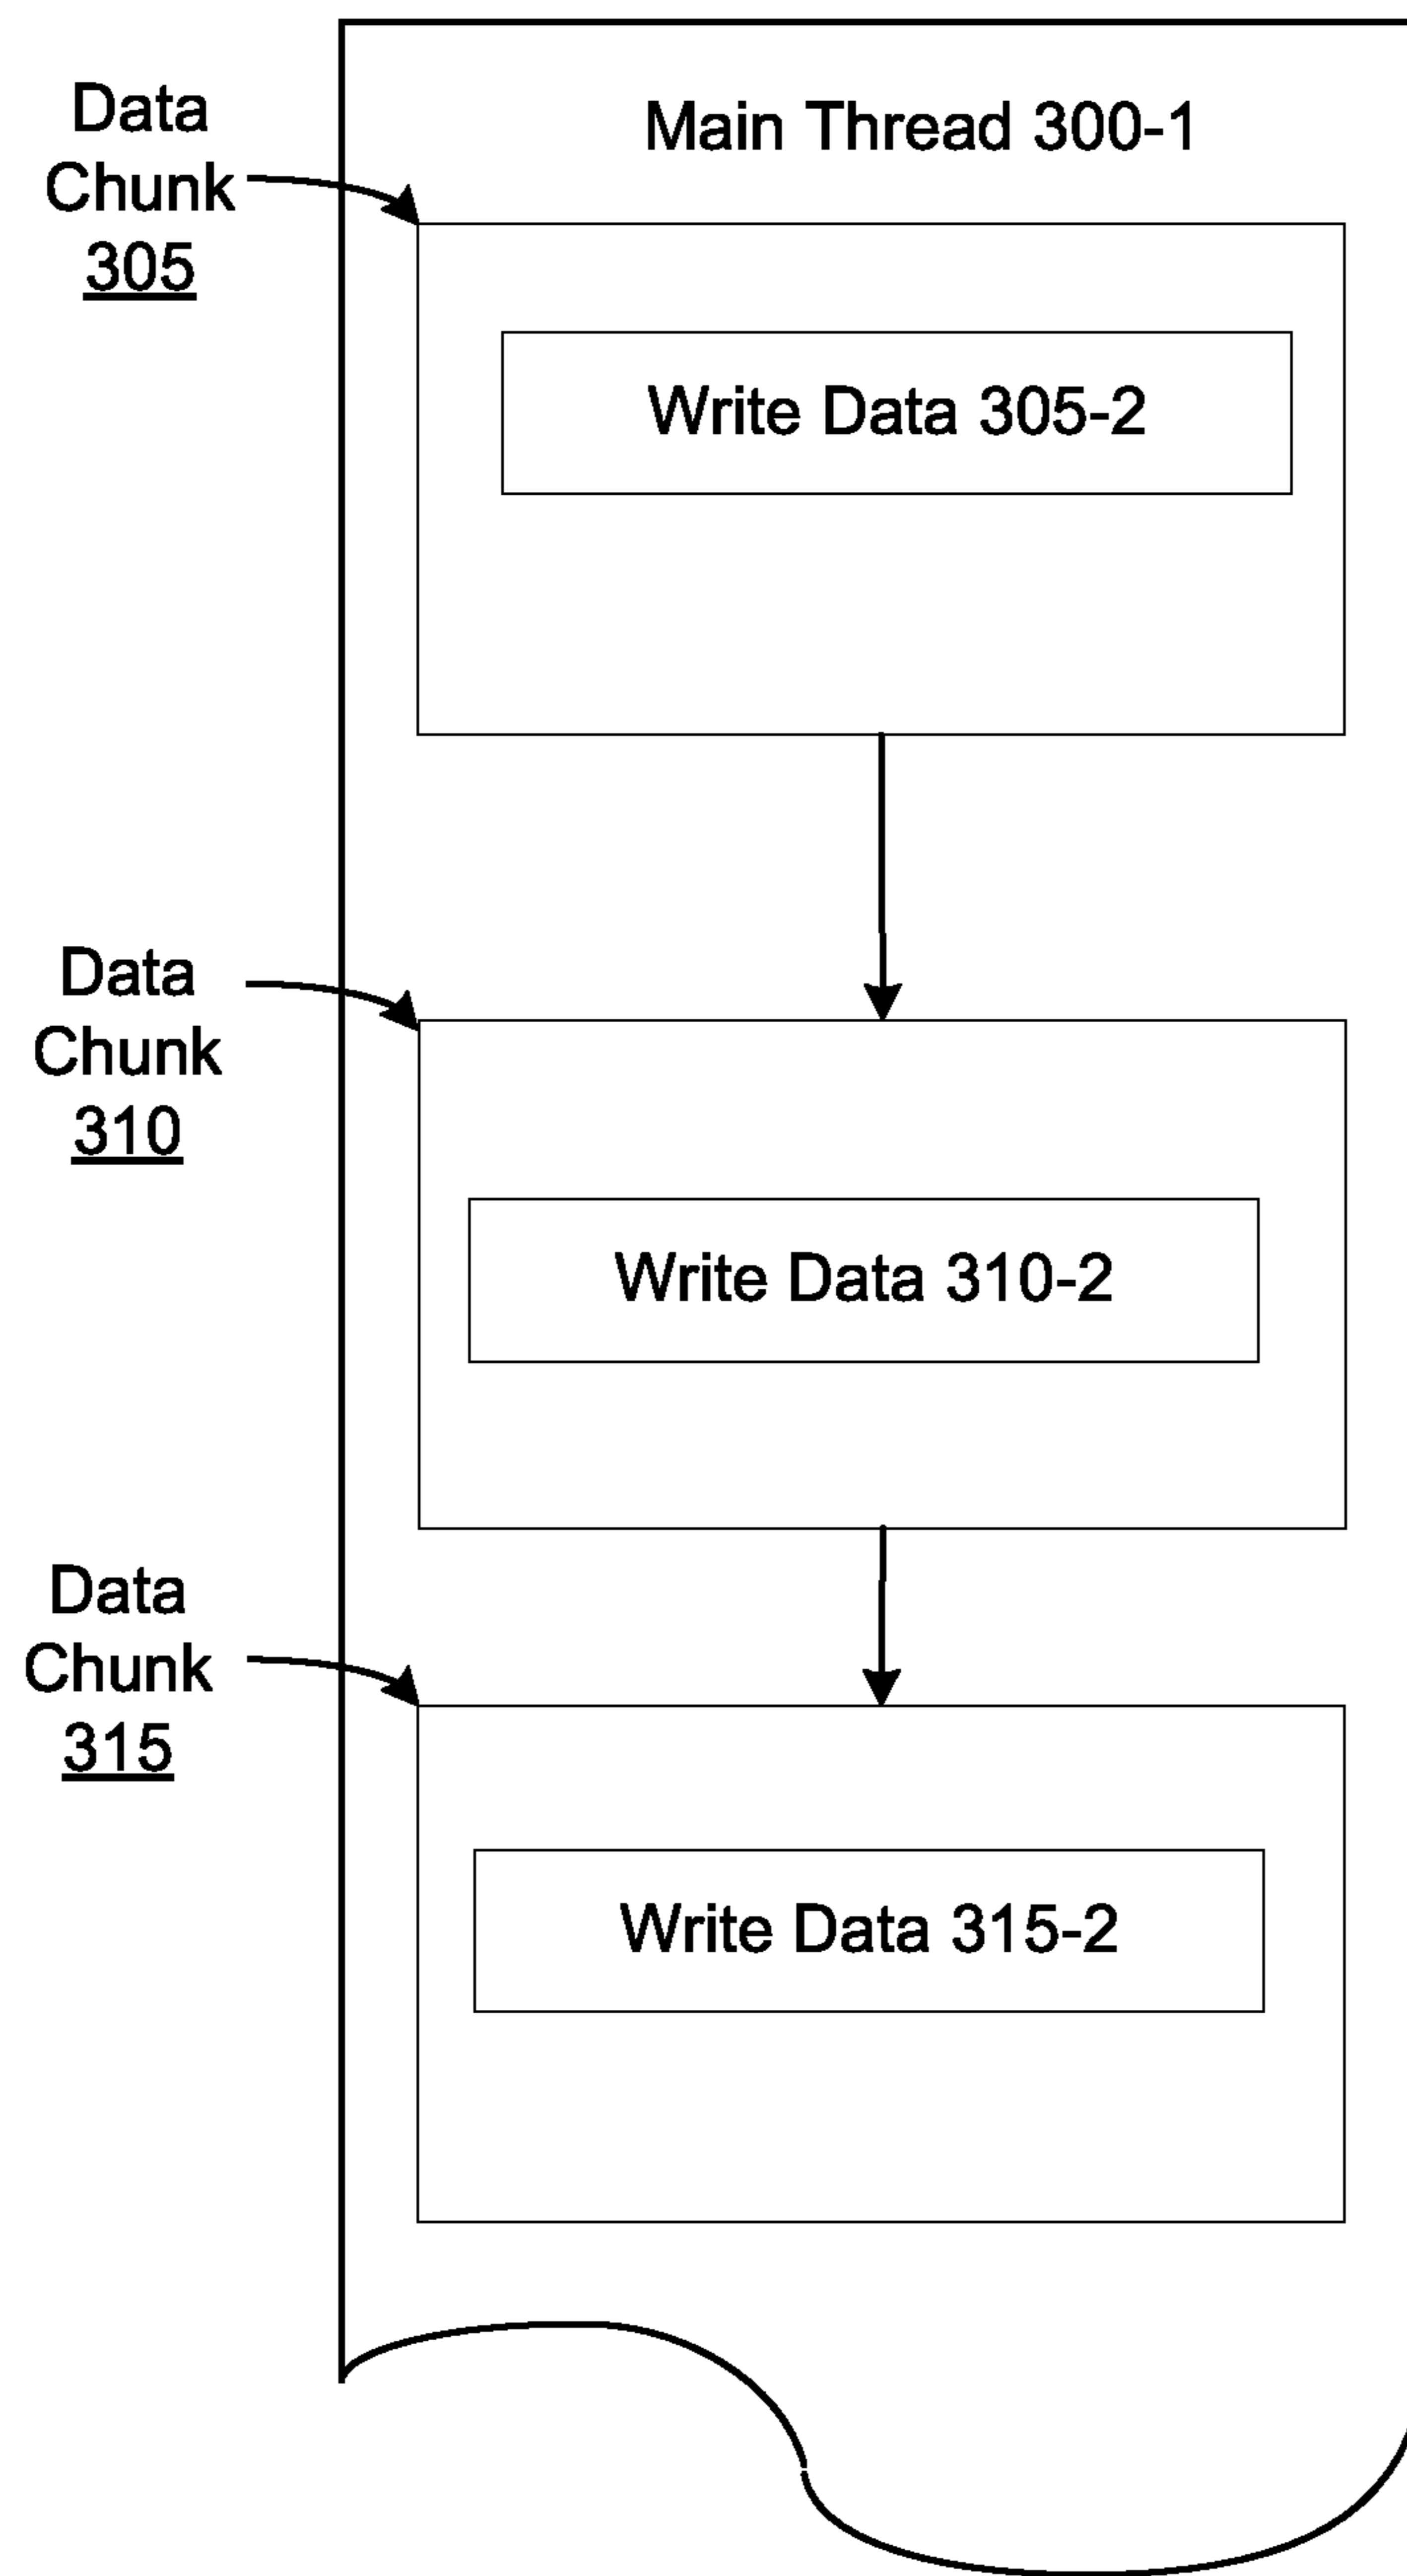 Main Thread 300-1
Data
Chunk
305
Write Data 305-2
Data
Chunk
310
Write Data 310-2
Data
Chunk
315
Write Data 315-2